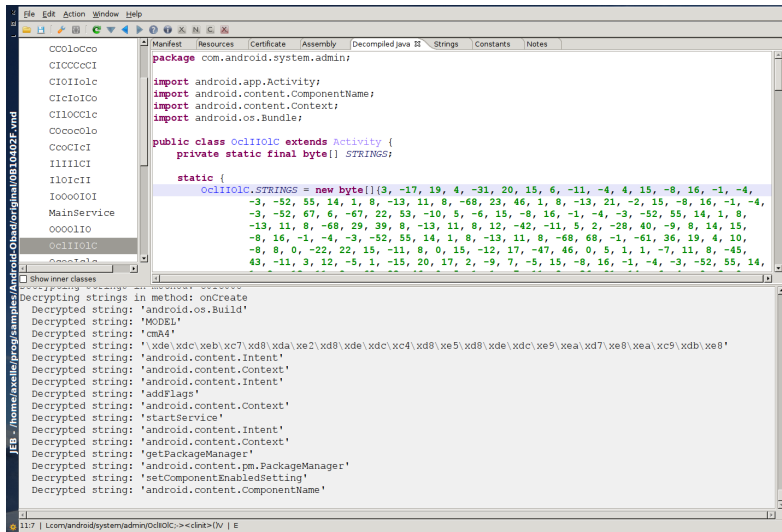 File Edit Action Window Help
Manifest Resources Certificate Assembly Decompiled Java Strings Constants Notes
CCOloCco
CICCCcCI
CIOIIolc
CIcIoICo
CIlOCClc
COcocOlo
CcoCIcI
IlIIlCI
IlOIcII
IoOoOIOI
MainService
OOOOlIO
OclIIOlC
Show inner classes
package com.android.system.admin;
import android.app.Activity;
import android.content.ComponentName;
import android.content.Context;
import android.os.Bundle;
public class OclIIOlC extends Activity {
private static final byte[] STRINGS;
static {
OclIIOlC.STRINGS = new byte[]{3, -17, 19, 4, -31, 20, 15, 6, -11, -4, 4, 15, -8, 16, -1, -4,
-3, -52, 55, 14, 1, 8, -13, 11, 8, -68, 23, 46, 1, 8, -13, 21, -2, 15, -8, 16, -1, -4,
-3, -52, 67, 6, -67, 22, 53, -10, 5, -6, 15, -8, 16, -1, -4, -3, -52, 55, 14, 1, 8,
-13, 11, 8, -68, 29, 39, 8, -13, 11, 8, 12, -42, -11, 5, 2, -28, 40, -9, 8, 14, 15,
-8, 16, -1, -4, -3, -52, 55, 14, 1, 8, -13, 11, 8, -68, 68, -1, -61, 36, 19, 4, 10,
-8, 8, 0, -22, 22, 15, -11, 8, 0, 15, -12, 17, -47, 46, 0, 5, 1, 1, -7, 11, 8, -45,
43, -11, 3, 12, -5, 1, -15, 20, 17, 2, -9, 7, -5, 15, -8, 16, -1, -4, -3, -52, 55, 14,
Decrypting strings in method: onCreate
Decrypted string: 'android.os.Build'
Decrypted string: 'MODEL'
Decrypted string: 'cmA4'
Decrypted string: '\xde\xdc\xeb\xc7\xd8\xda\xe2\xd8\xde\xdc\xc4\xd8\xe5\xd8\xde\xdc\xe9\xea\xd7\xe8\xea\xc9\xdb\xe8'
Decrypted string: 'android.content.Intent'
Decrypted string: 'android.content.Context'
Decrypted string: 'android.content.Intent'
Decrypted string: 'addFlags'
Decrypted string: 'android.content.Context'
Decrypted string: 'startService'
Decrypted string: 'android.content.Intent'
Decrypted string: 'android.content.Context'
Decrypted string: 'getPackageManager'
Decrypted string: 'android.content.pm.PackageManager'
Decrypted string: 'setComponentEnabledSetting'
Decrypted string: 'android.content.ComponentName'
11:7 | Lcom/android/system/admin/OclIIOlC;-><clinit>()V | E
JEB - /home/axelle/prog/samples/Android-Obad/original/0B10402F.vnd